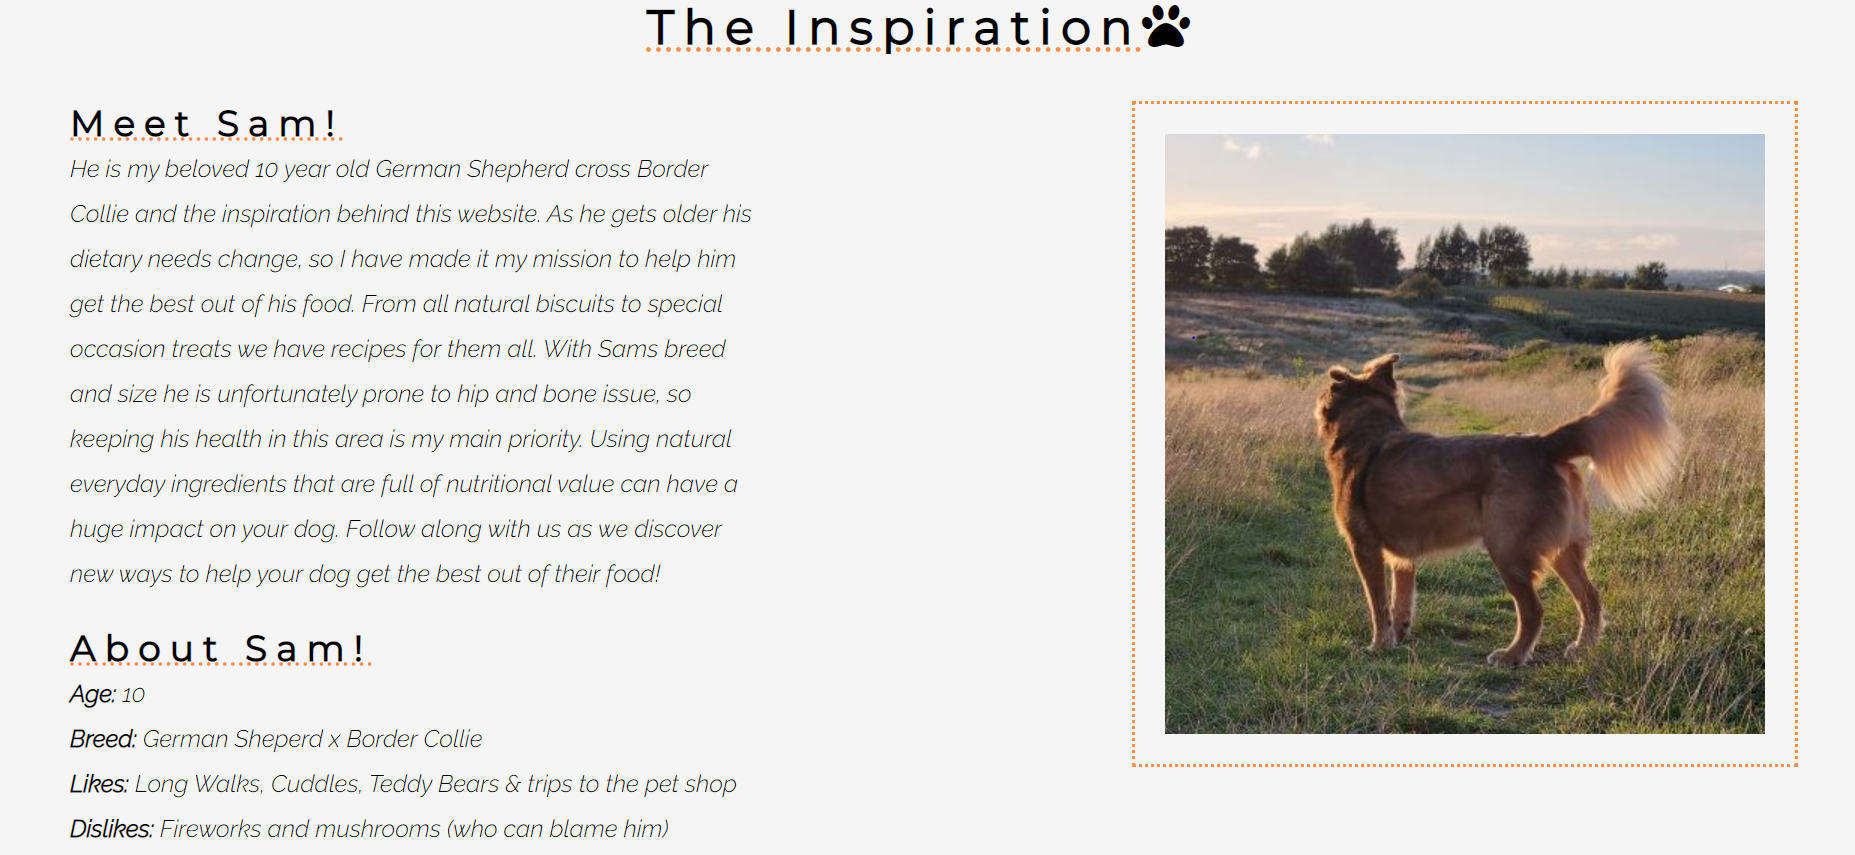 The Inspiration
Meet Sam!
He is my beloved 10 year old German Shepherd cross Border
Collie and the inspiration behind this website. As he gets older his
dietary needs change, so I have made it my mission to help him
get the best out of his food. From all natural biscuits to special
occasion treats we have recipes for them all. With Sams breed
and size he is unfortunately prone to hip and bone issue, so
keeping his health in this area is my main priority. Using natural
everyday ingredients that are full of nutritional value can have a
huge impact on your dog. Follow along with us as we discover
new ways to help your dog get the best out of their food!
About Sam!
Age: 10
Breed: German Sheperd x Border Collie
Likes: Long Walks, Cuddles, Teddy Bears & trips to the pet shop
Dislikes: Fireworks and mushrooms (who can blame him)